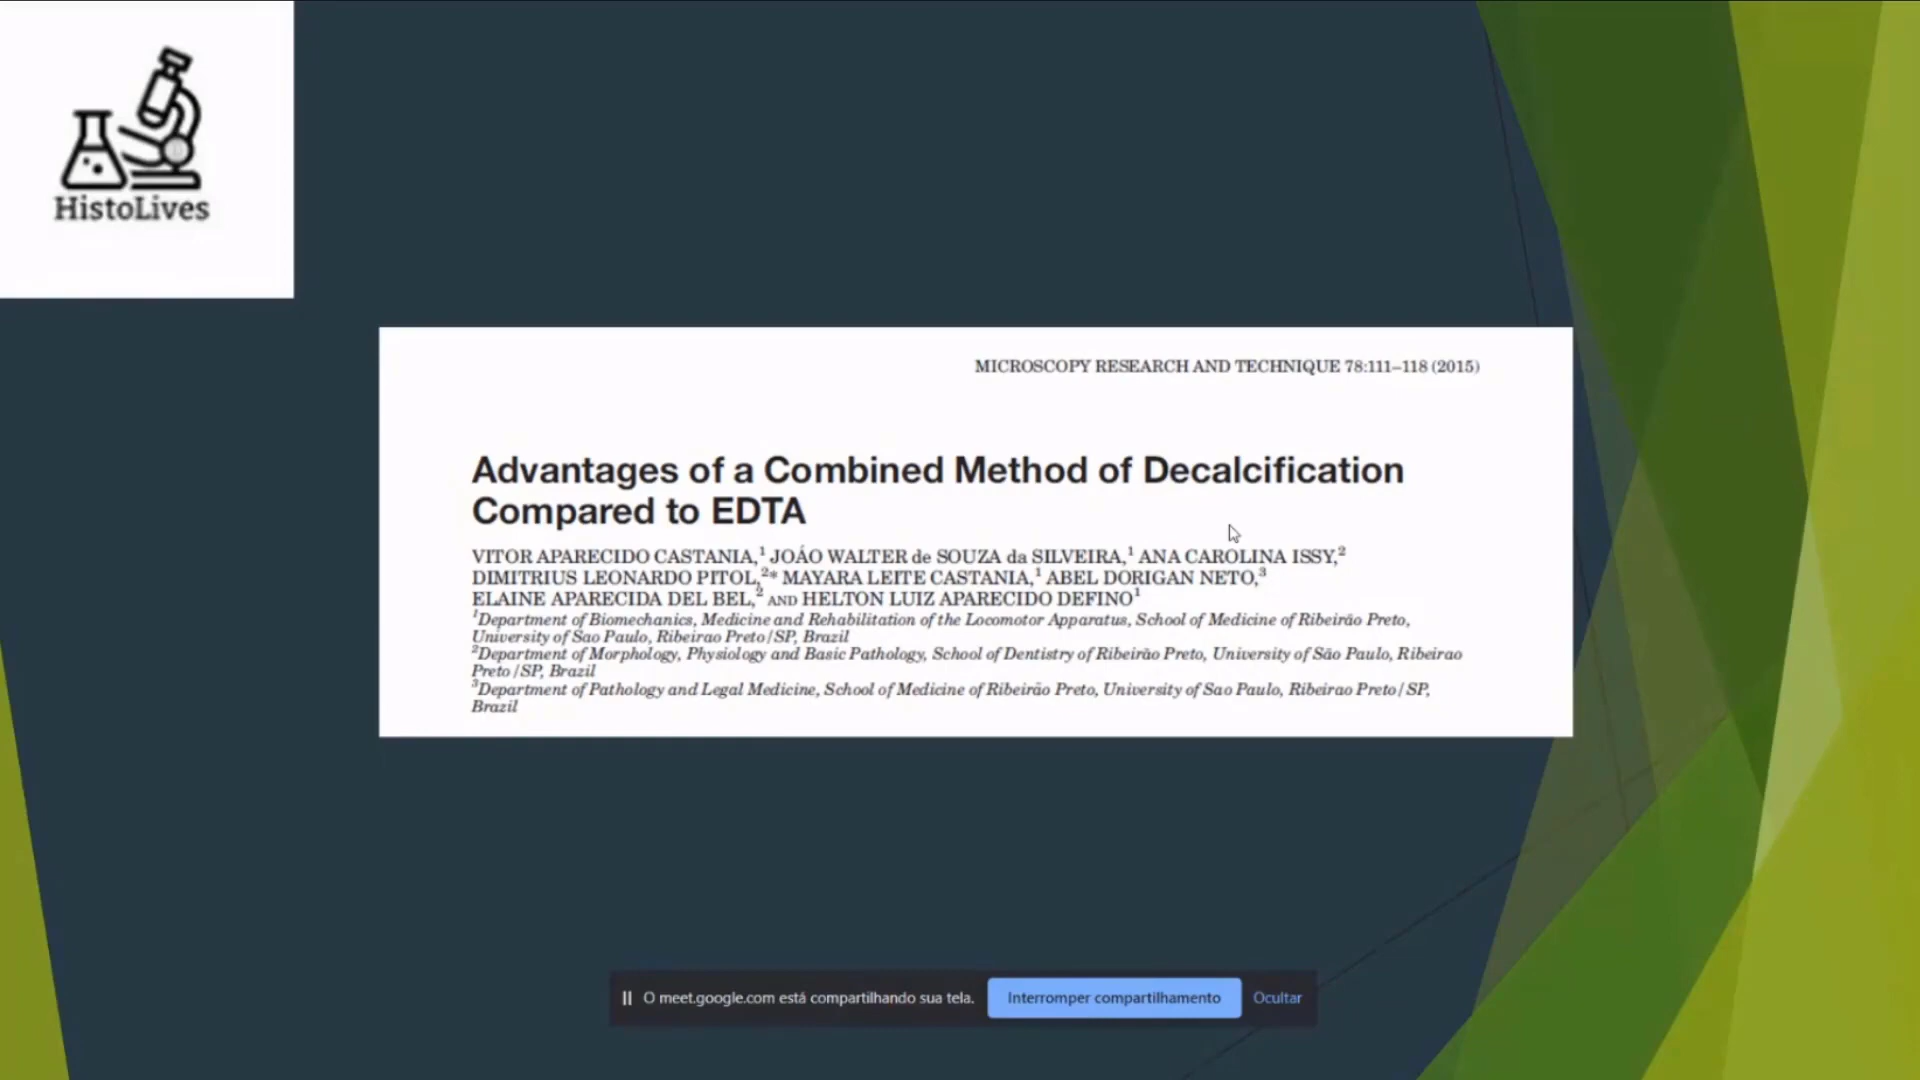 HistoLives
MICROSCOPY RESEARCH AND TECHNIQUE 78:111–118 (2015)
Advantages of a Combined Method of Decalcification
Compared to EDTA
VITOR APARECIDO CASTANIA,1 JOÁO WALTER de SOUZA da SILVEIRA,1 ANA CAROLINA ISSY,2
DIMITRIUS LEONARDO PITOL,2* MAYARA LEITE CASTANIA,1 ABEL DORIGAN NETO,3
ELAINE APARECIDA DEL BEL,2 AND HELTON LUIZ APARECIDO DEFINO1
1Department of Biomechanics, Medicine and Rehabilitation of the Locomotor Apparatus, School of Medicine of Ribeirão Preto,
University of Sao Paulo, Ribeirao Preto/SP, Brazil
2Department of Morphology, Physiology and Basic Pathology, School of Dentistry of Ribeirão Preto, University of São Paulo, Ribeirao
Preto/SP, Brazil
3Department of Pathology and Legal Medicine, School of Medicine of Ribeirão Preto, University of Sao Paulo, Ribeirao Preto/SP,
Brazil
O meet.google.com está compartilhando sua tela. Interromper compartilhamento Ocultar